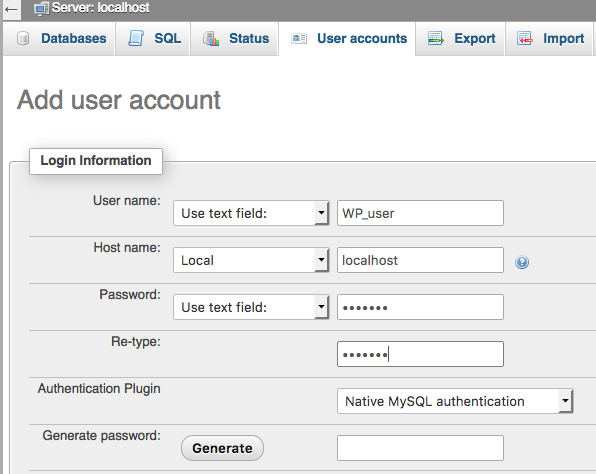 Server: localhost
Databases SQL Status User accounts Export Import
Add user account
Login Information
User name: Use text field: WP_user
Host name: Local localhost
Password: Use text field: •••••••
Re-type: •••••••
Authentication Plugin Native MySQL authentication
Generate password: Generate